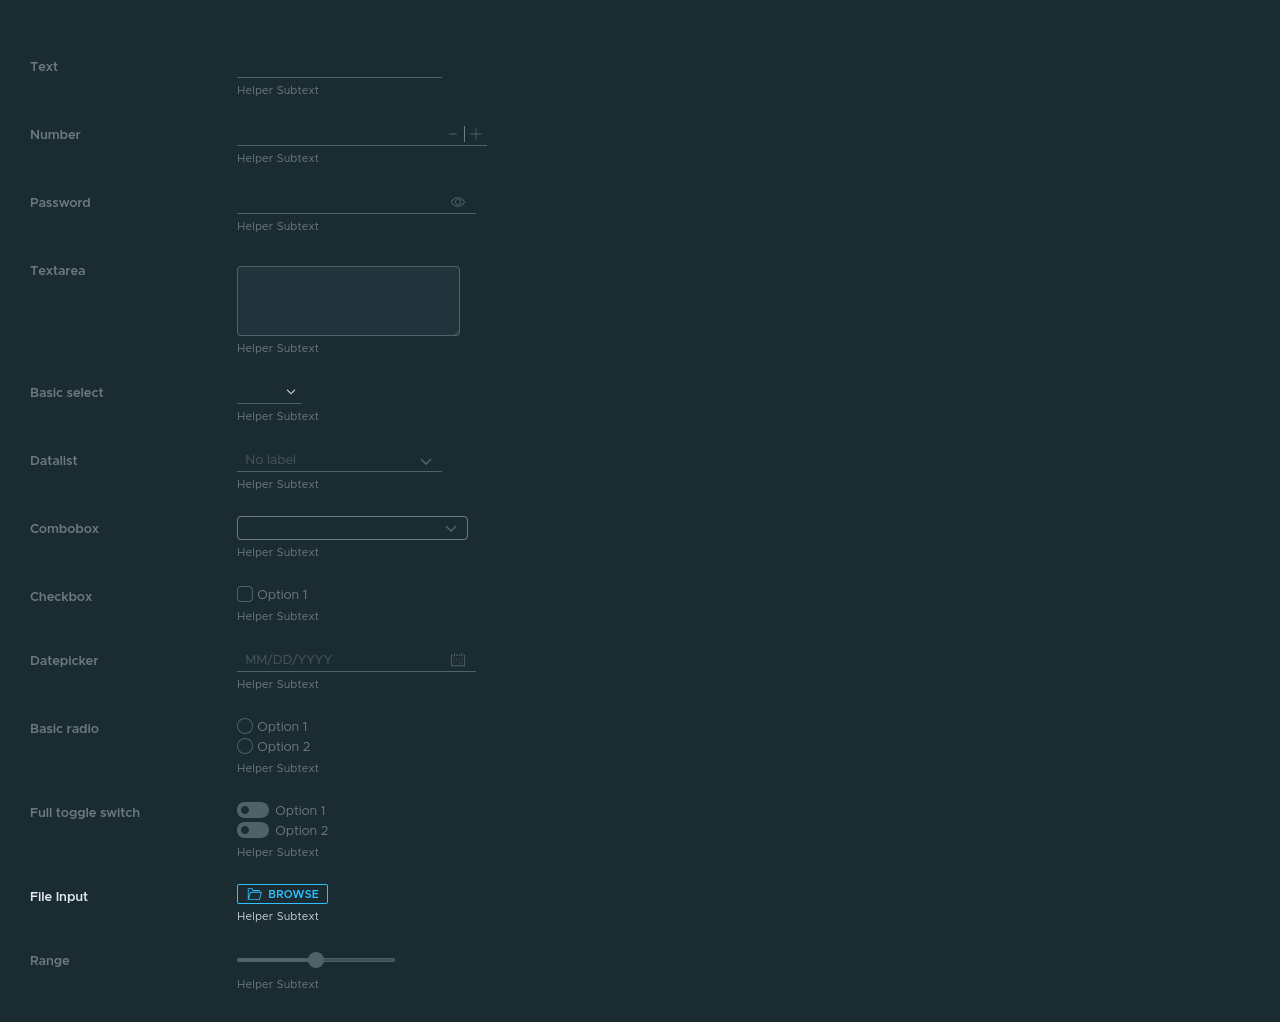 Text
Helper Subtext
Number
Helper Subtext
Password
Helper Subtext
Textarea
Helper Subtext
Basic select
Helper Subtext
Datalist
No label
Helper Subtext
Combobox
Helper Subtext
Checkbox
Option 1
Helper Subtext
Datepicker
MM/DD/YYYY
Helper Subtext
Basic radio
Option 1
Option 2
Helper Subtext
Full toggle switch
Option 1
Option 2
Helper Subtext
File Input
BROWSE
Helper Subtext
Range
Helper Subtext